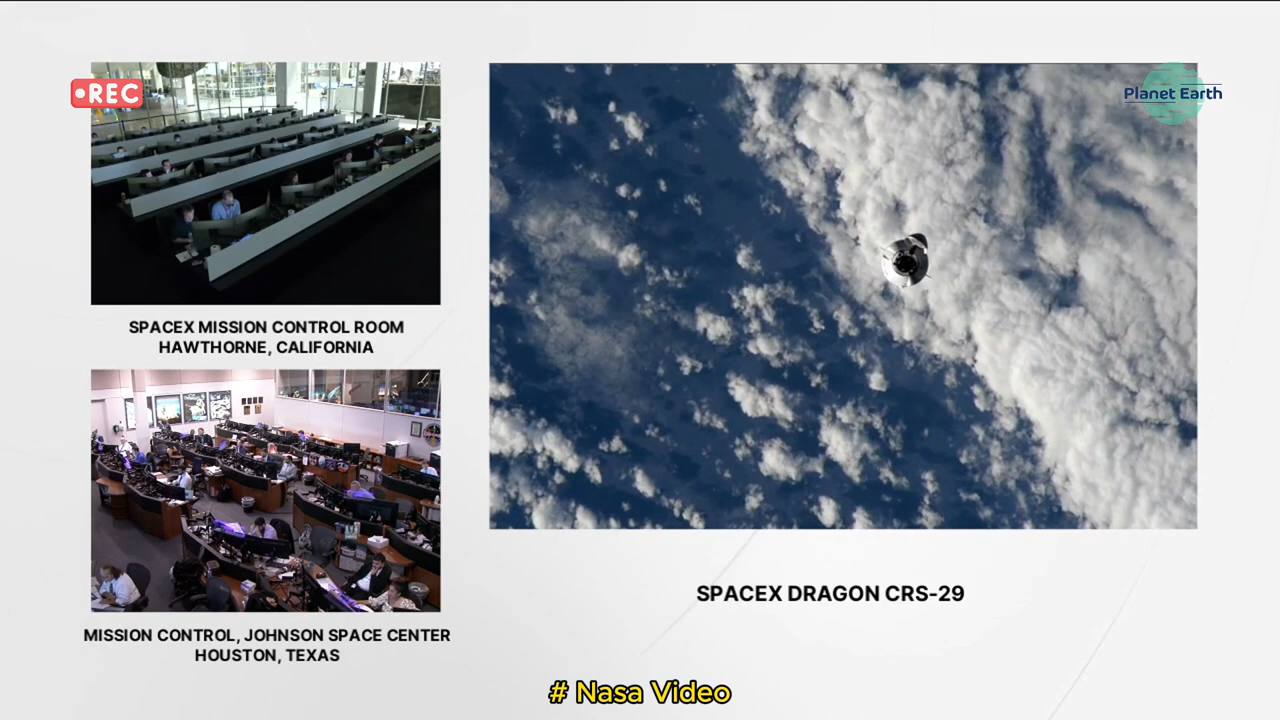 REC
Planet Earth
SPACEX MISSION CONTROL ROOM
HAWTHORNE, CALIFORNIA
MISSION CONTROL, JOHNSON SPACE CENTER
HOUSTON, TEXAS
SPACEX DRAGON CRS-29
# Nasa Video